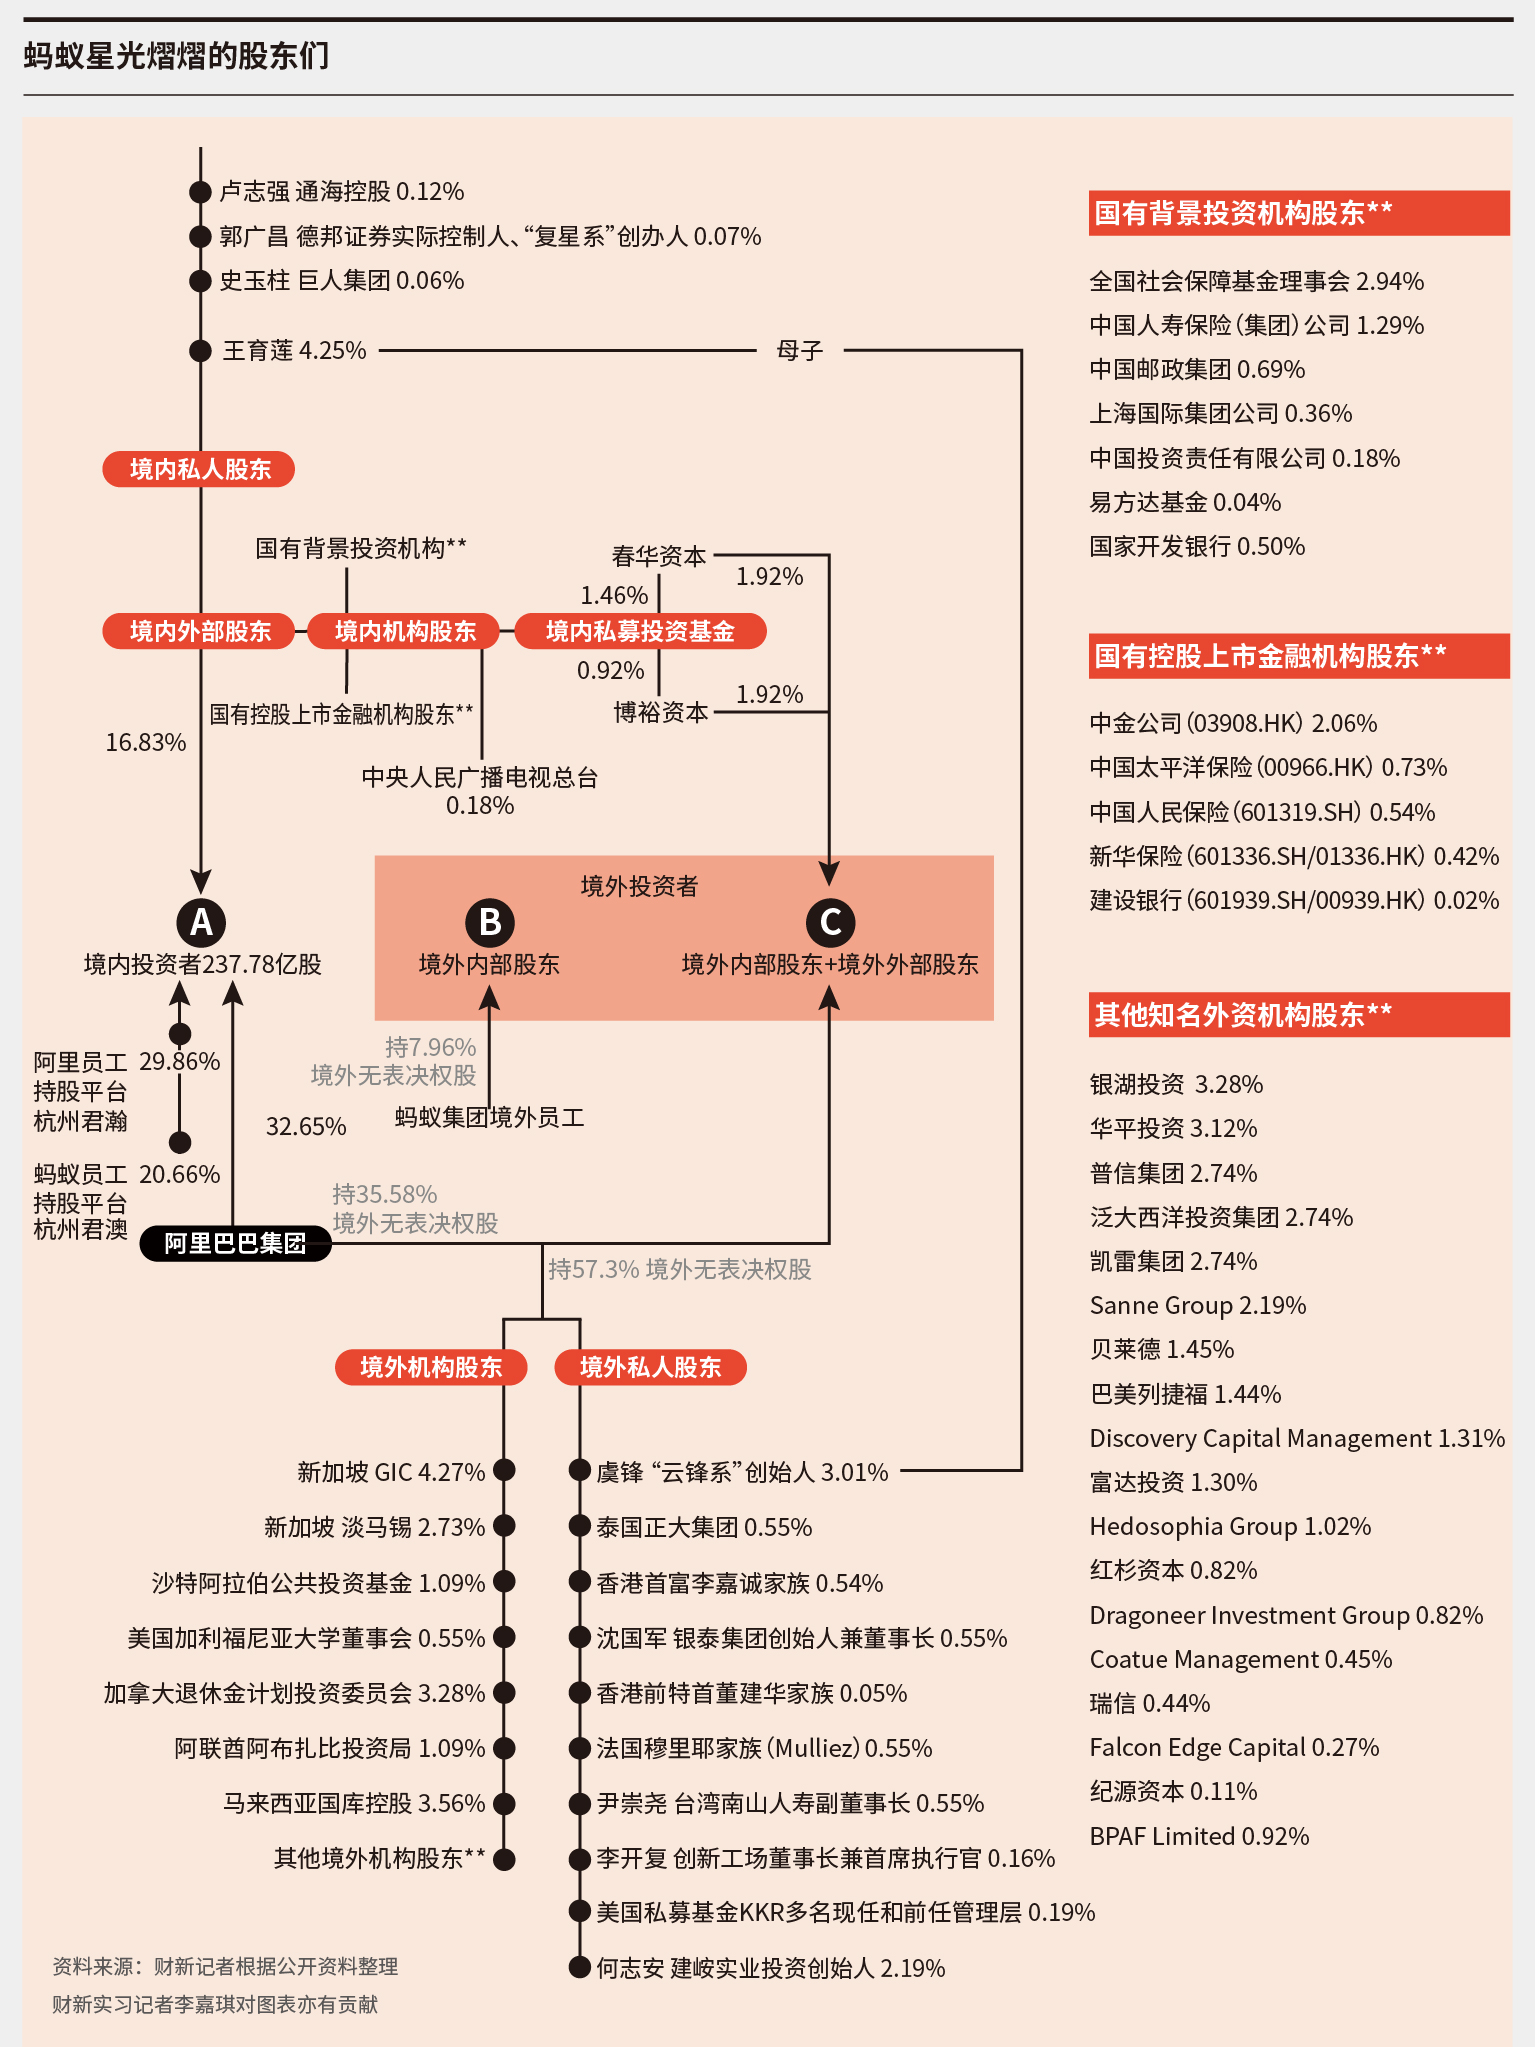 蚂蚁星光熠熠的股东们
卢志强 通海控股 0.12%
郭广昌 德邦证券实际控制人、“复星系”创办人 0.07%
史玉柱 巨人集团 0.06%
王育莲 4.25%
母子
境内私人股东
国有背景投资机构**
春华资本
1.92%
1.46%
境内外部股东
境内机构股东
境内私募投资基金
0.92%
1.92%
国有控股上市金融机构股东**
博裕资本
16.83%
中央人民广播电视总台
0.18%
境外投资者
A
B
C
境内投资者237.78亿股
境外内部股东
境外内部股东+境外外部股东
阿里员工
持股平台
杭州君瀚
29.86%
持7.96%
境外无表决权股
蚂蚁集团境外员工
32.65%
蚂蚁员工
持股平台
杭州君澳
20.66%
持35.58%
境外无表决权股
阿里巴巴集团
持57.3% 境外无表决权股
境外机构股东
境外私人股东
新加坡 GIC 4.27%
新加坡 淡马锡 2.73%
沙特阿拉伯公共投资基金 1.09%
美国加利福尼亚大学董事会 0.55%
加拿大退休金计划投资委员会 3.28%
阿联酋阿布扎比投资局 1.09%
马来西亚国库控股 3.56%
其他境外机构股东**
虞锋 “云锋系”创始人 3.01%
泰国正大集团 0.55%
香港首富李嘉诚家族 0.54%
沈国军 银泰集团创始人兼董事长 0.55%
香港前特首董建华家族 0.05%
法国穆里耶家族（Mulliez）0.55%
尹崇尧 台湾南山人寿副董事长 0.55%
李开复 创新工场董事长兼首席执行官 0.16%
美国私募基金KKR多名现任和前任管理层 0.19%
何志安 建峖实业投资创始人 2.19%
国有背景投资机构股东**
全国社会保障基金理事会 2.94%
中国人寿保险（集团）公司 1.29%
中国邮政集团 0.69%
上海国际集团公司 0.36%
中国投资责任有限公司 0.18%
易方达基金 0.04%
国家开发银行 0.50%
国有控股上市金融机构股东**
中金公司（03908.HK） 2.06%
中国太平洋保险（00966.HK） 0.73%
中国人民保险（601319.SH） 0.54%
新华保险（601336.SH/01336.HK） 0.42%
建设银行（601939.SH/00939.HK） 0.02%
其他知名外资机构股东**
银湖投资 3.28%
华平投资 3.12%
普信集团 2.74%
泛大西洋投资集团 2.74%
凯雷集团 2.74%
Sanne Group 2.19%
贝莱德 1.45%
巴美列捷福 1.44%
Discovery Capital Management 1.31%
富达投资 1.30%
Hedosophia Group 1.02%
红杉资本 0.82%
Dragoneer Investment Group 0.82%
Coatue Management 0.45%
瑞信 0.44%
Falcon Edge Capital 0.27%
纪源资本 0.11%
BPAF Limited 0.92%
资料来源：财新记者根据公开资料整理
财新实习记者李嘉琪对图表亦有贡献